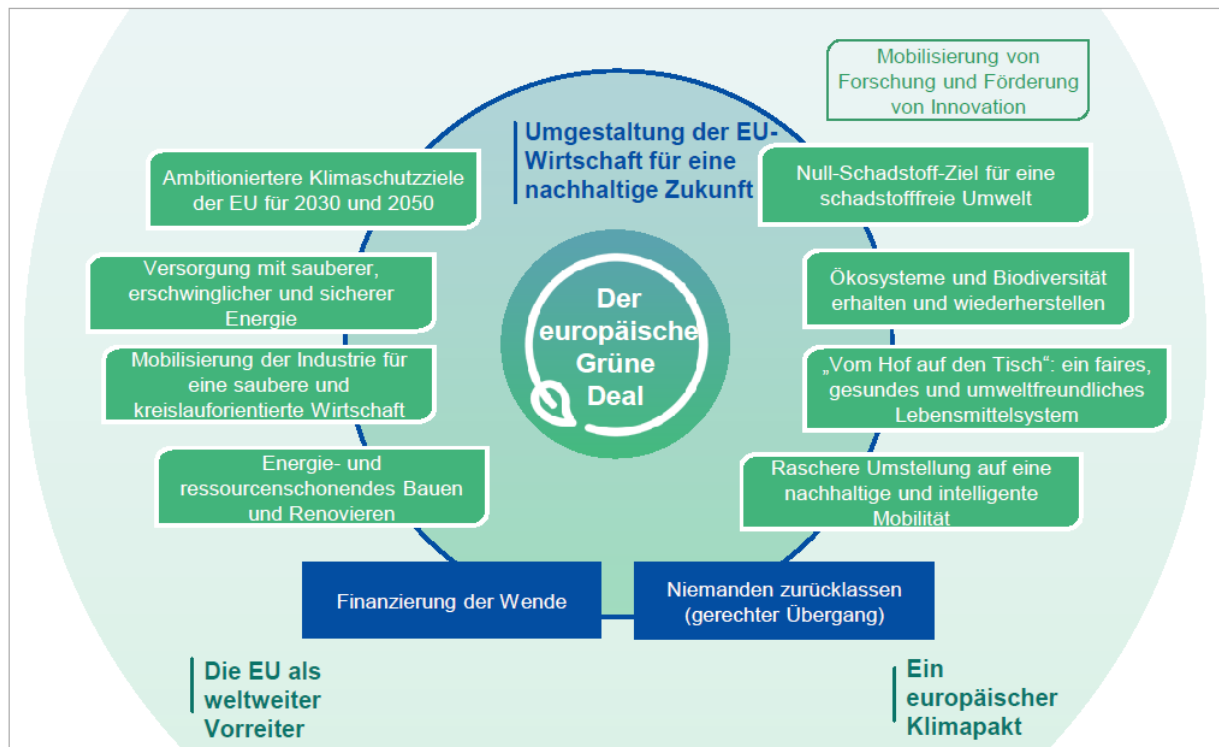 Mobilisierung von
Forschung und Förderung
von Innovation
Umgestaltung der EU-
Wirtschaft für eine
nachhaltige Zukunft
Ambitioniertere Klimaschutzziele
der EU für 2030 und 2050
Null-Schadstoff-Ziel für eine
schadstofffreie Umwelt
Versorgung mit sauberer,
erschwinglicher und sicherer
Energie
Ökosysteme und Biodiversität
erhalten und wiederherstellen
Der
europäische
Grüne
Deal
Mobilisierung der Industrie für
eine saubere und
kreislauforientierte Wirtschaft
„Vom Hof auf den Tisch“: ein faires,
gesundes und umweltfreundliches
Lebensmittelsystem
Energie- und
ressourcenschonendes Bauen
und Renovieren
Raschere Umstellung auf eine
nachhaltige und intelligente
Mobilität
Finanzierung der Wende
Niemanden zurücklassen
(gerechter Übergang)
Die EU als
weltweiter
Vorreiter
Ein
europäischer
Klimapakt